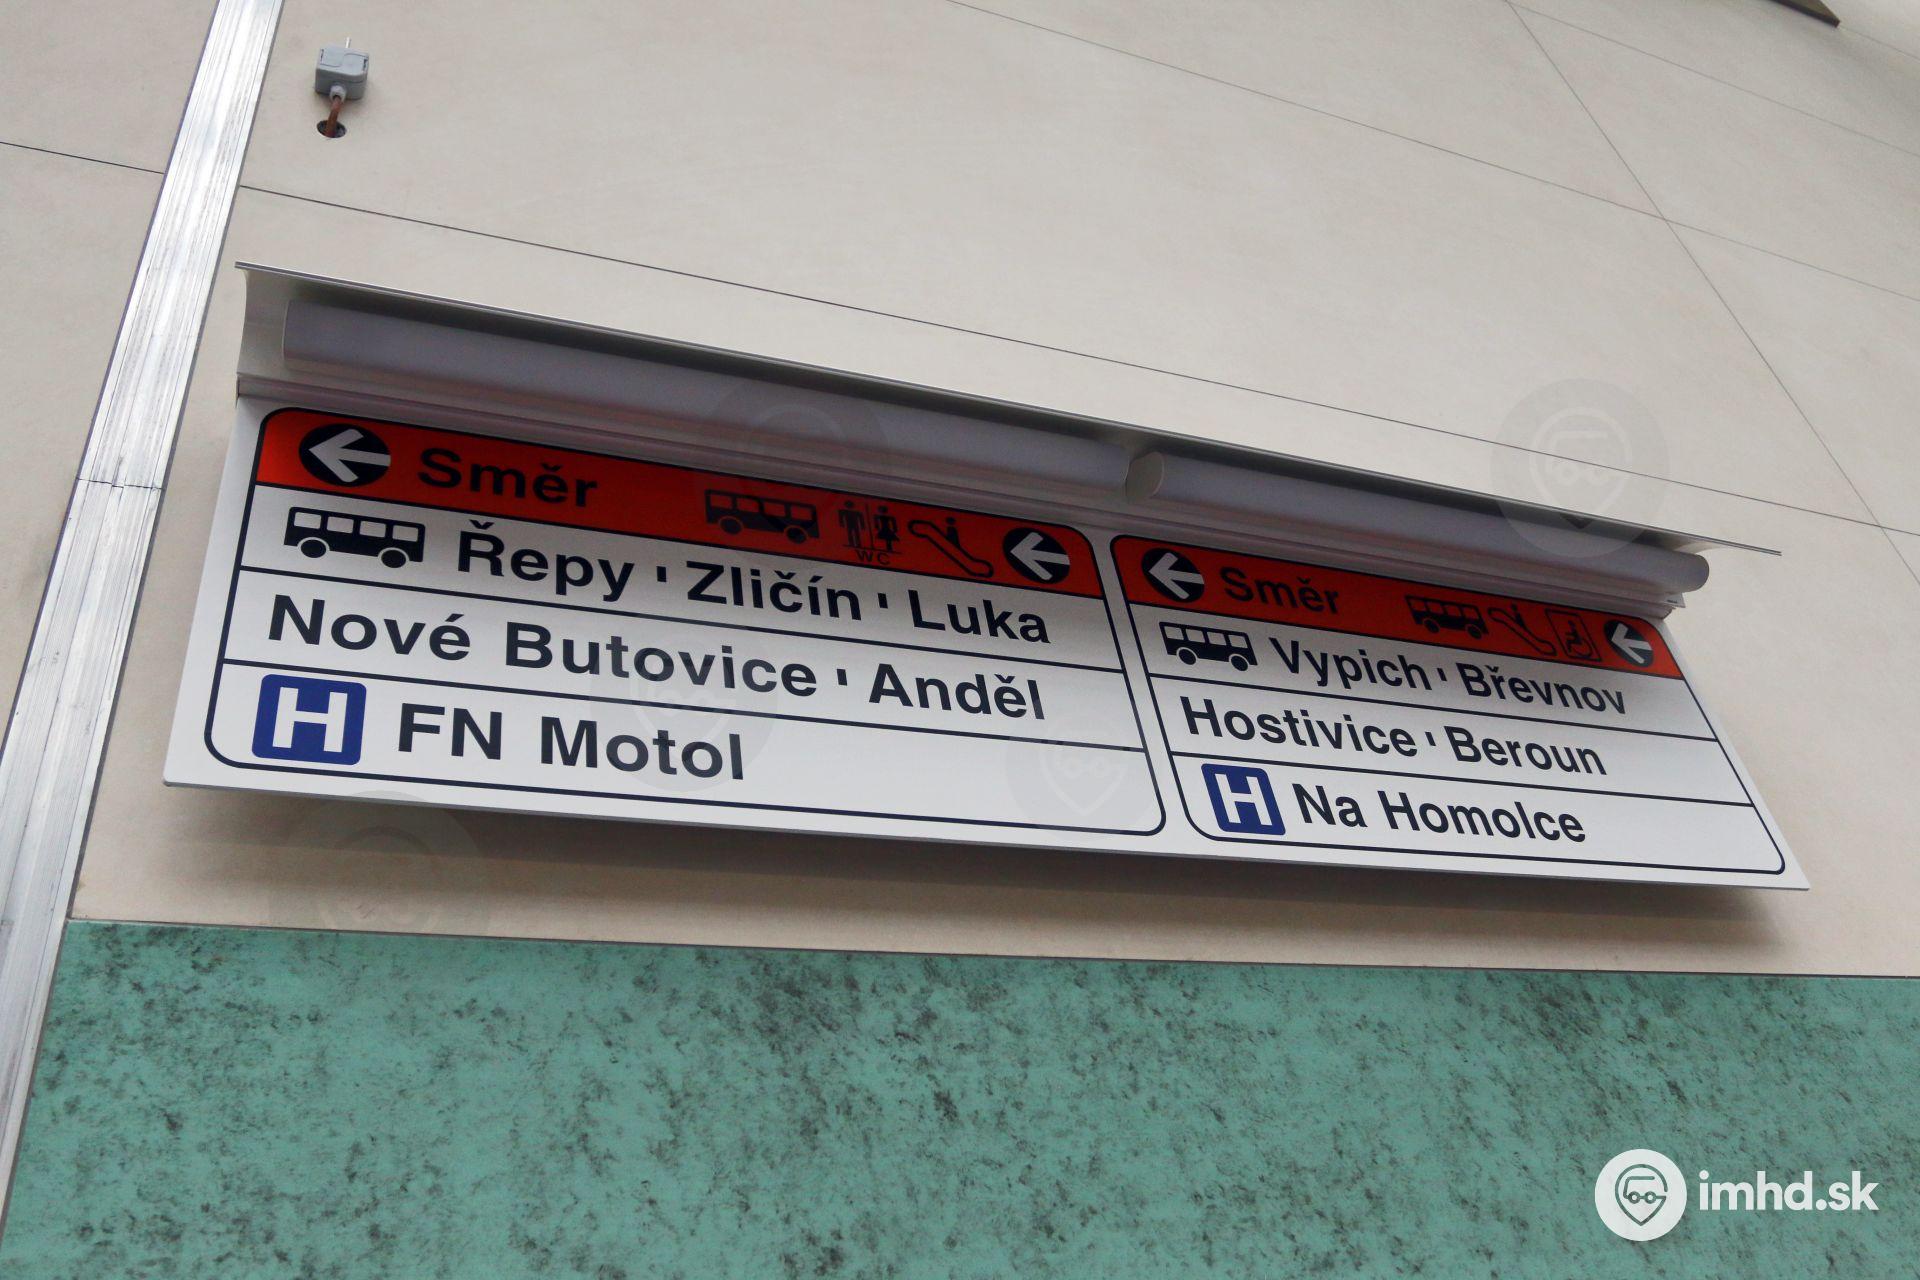 Směr
WC
Řepy ' Zličín ' Luka
Nové Butovice ' Anděl
H FN Motol
Směr
Vypich ' Břevnov
Hostivice ' Beroun
H Na Homolce
imhd.sk